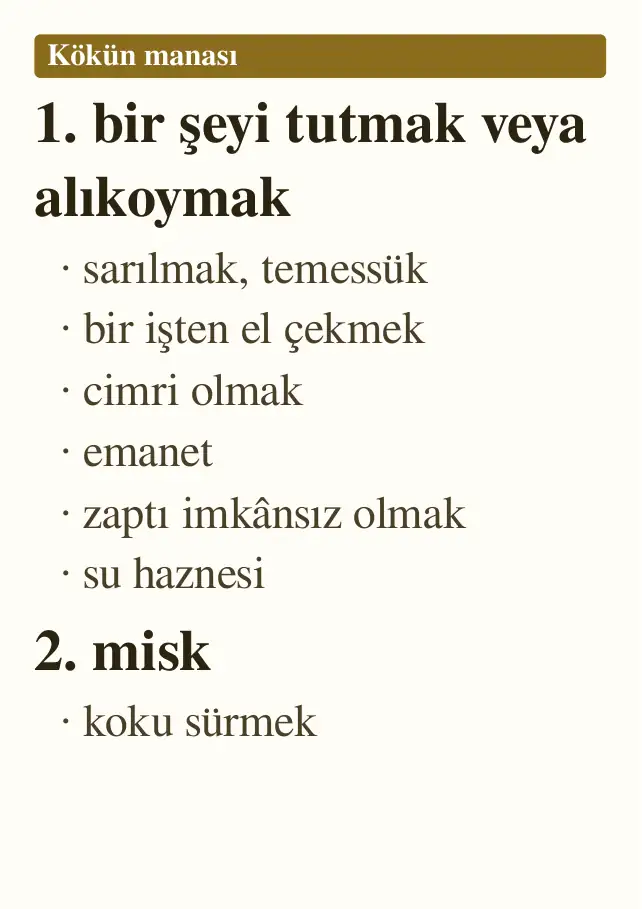 Kökün manası
1. bir şeyi tutmak veya
alıkoymak
· sarılmak, temessük
· bir işten el çekmek
· cimri olmak
· emanet
· zaptı imkânsız olmak
· su haznesi
2. misk
· koku sürmek